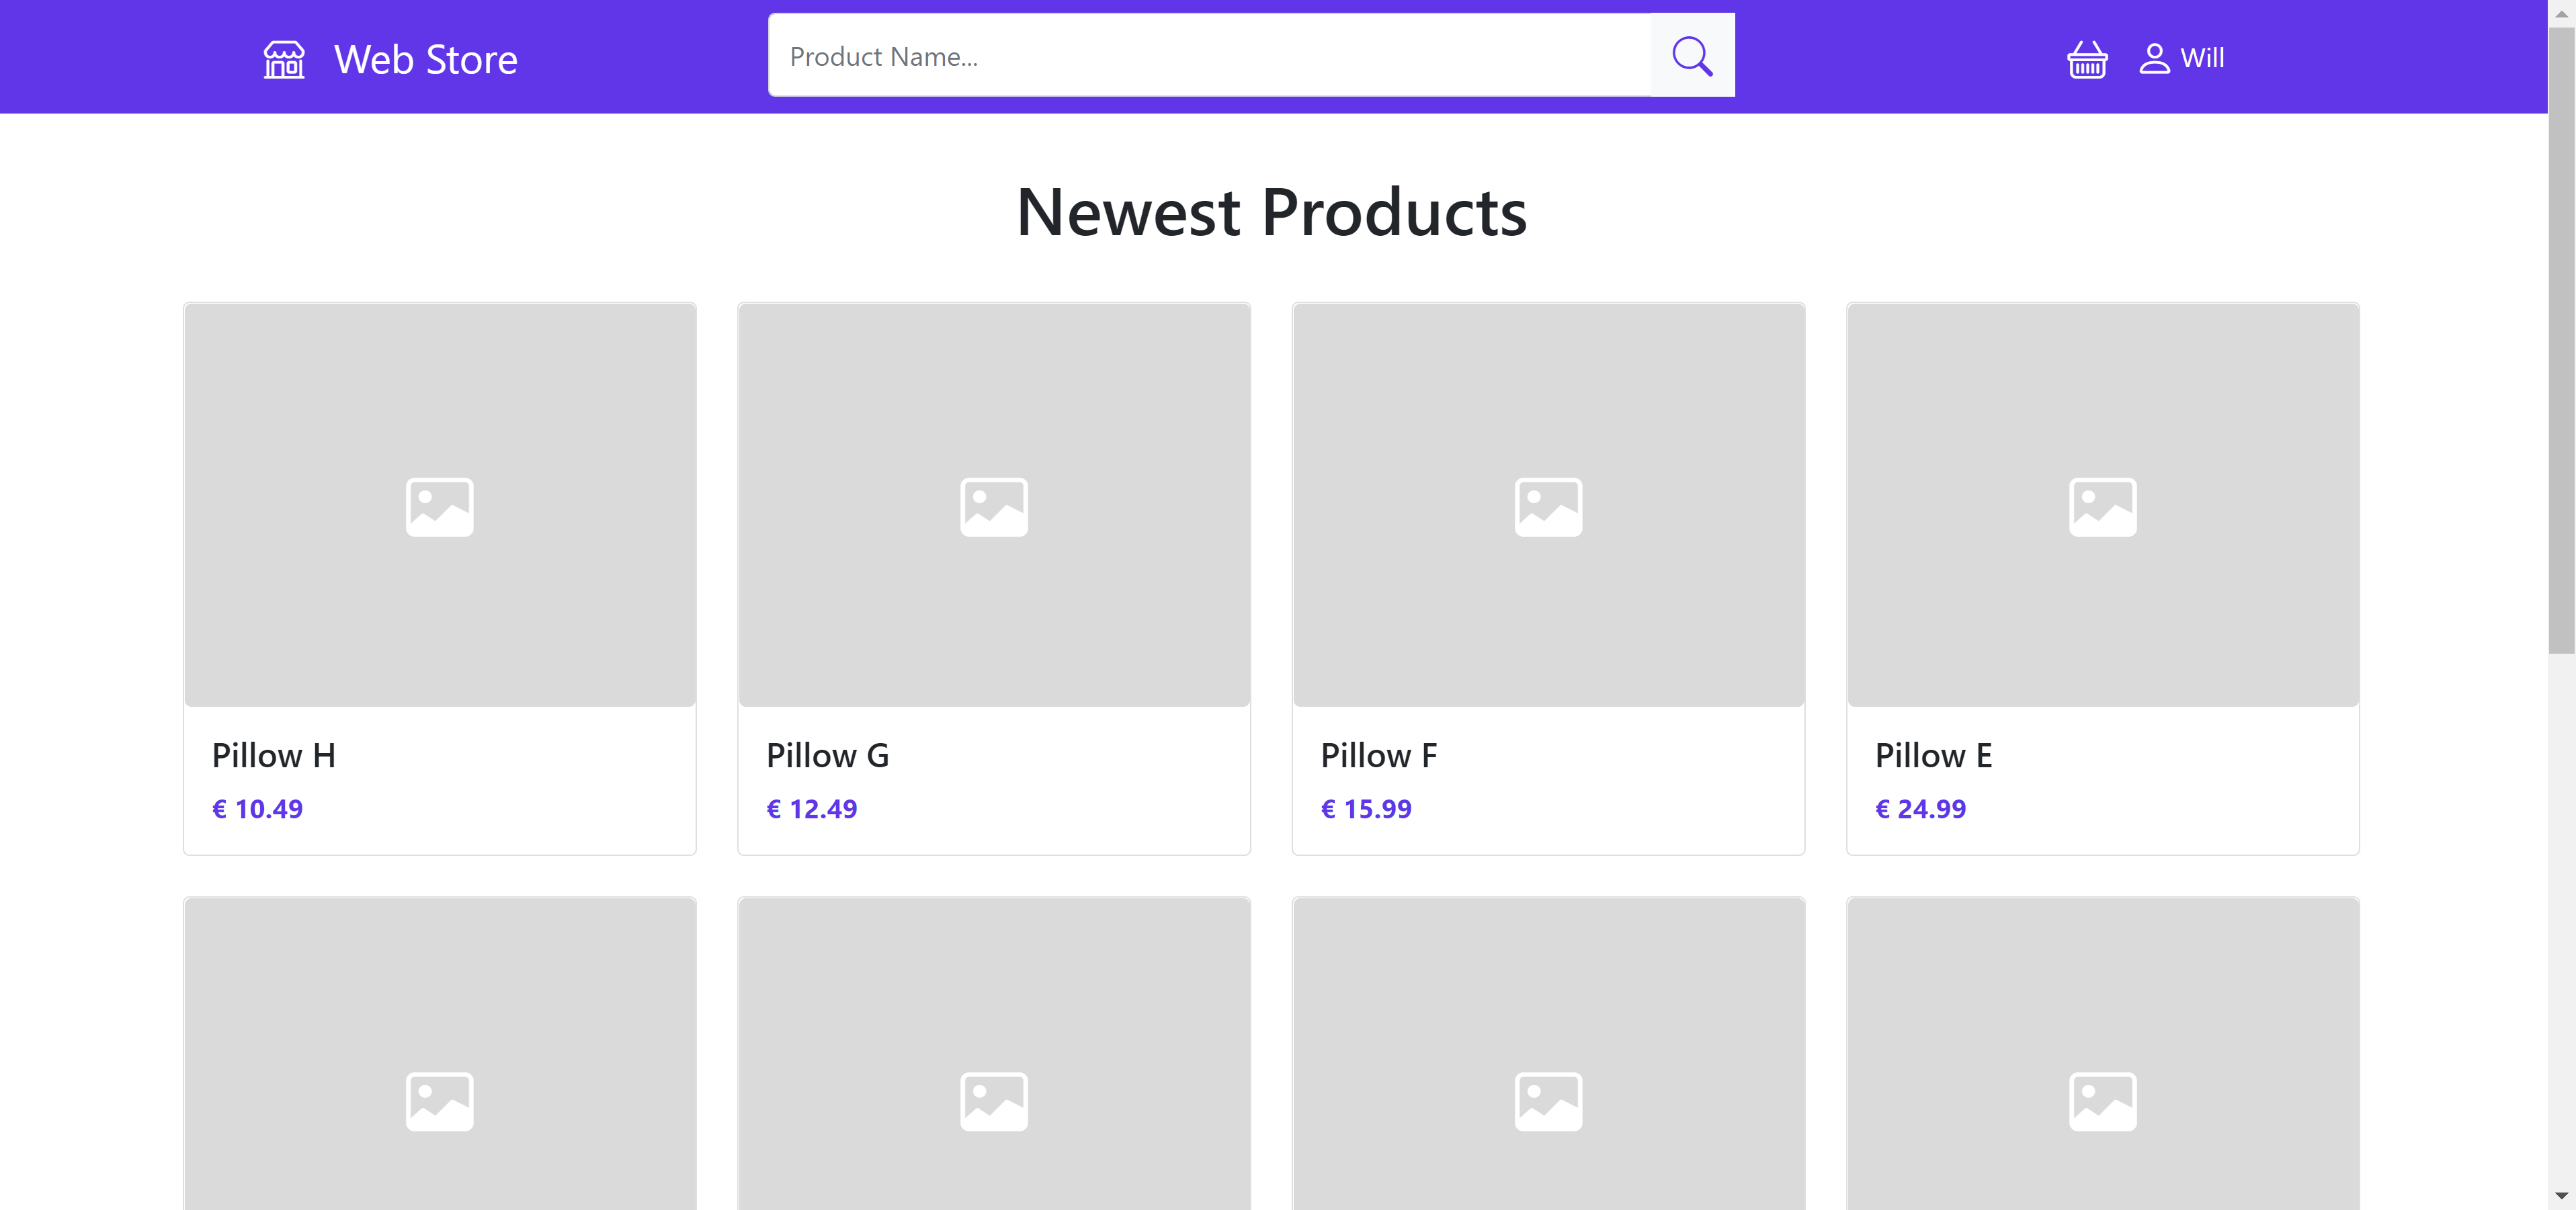 Web Store
Product Name...
Will
Newest Products
Pillow H
€ 10.49
Pillow G
€ 12.49
Pillow F
€ 15.99
Pillow E
€ 24.99